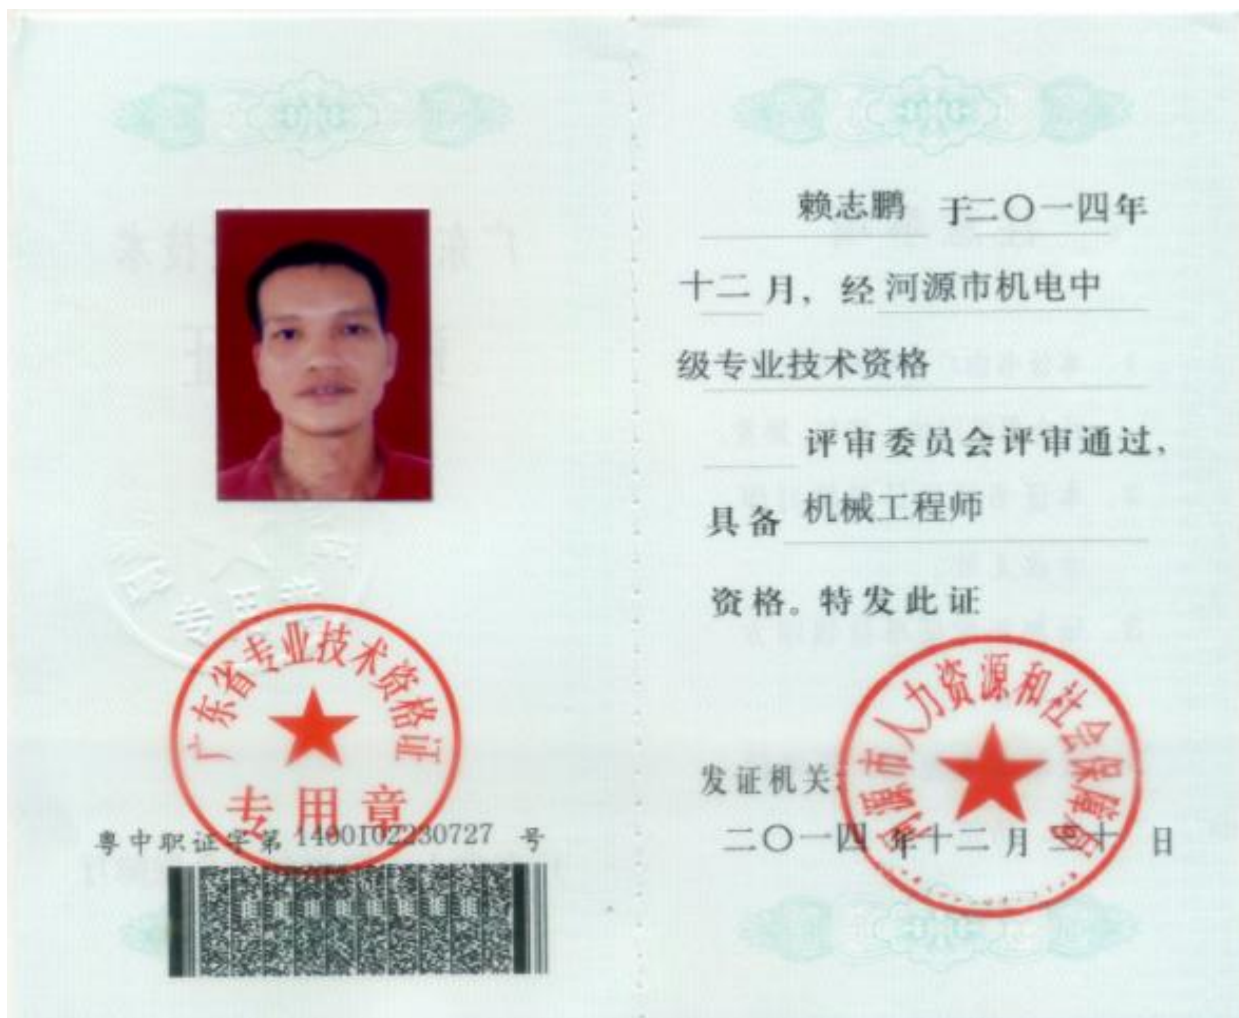 广东省专业技术资格证
专用章
粤中职证字第 1400102230727 号
赖志鹏 于二〇一四年
十二月，经河源市机电中
级专业技术资格
评审委员会评审通过，
具备 机械工程师
资格。特发此证
河源市人力资源和社会保障局
发证机关：
二〇一四年十二月二十日